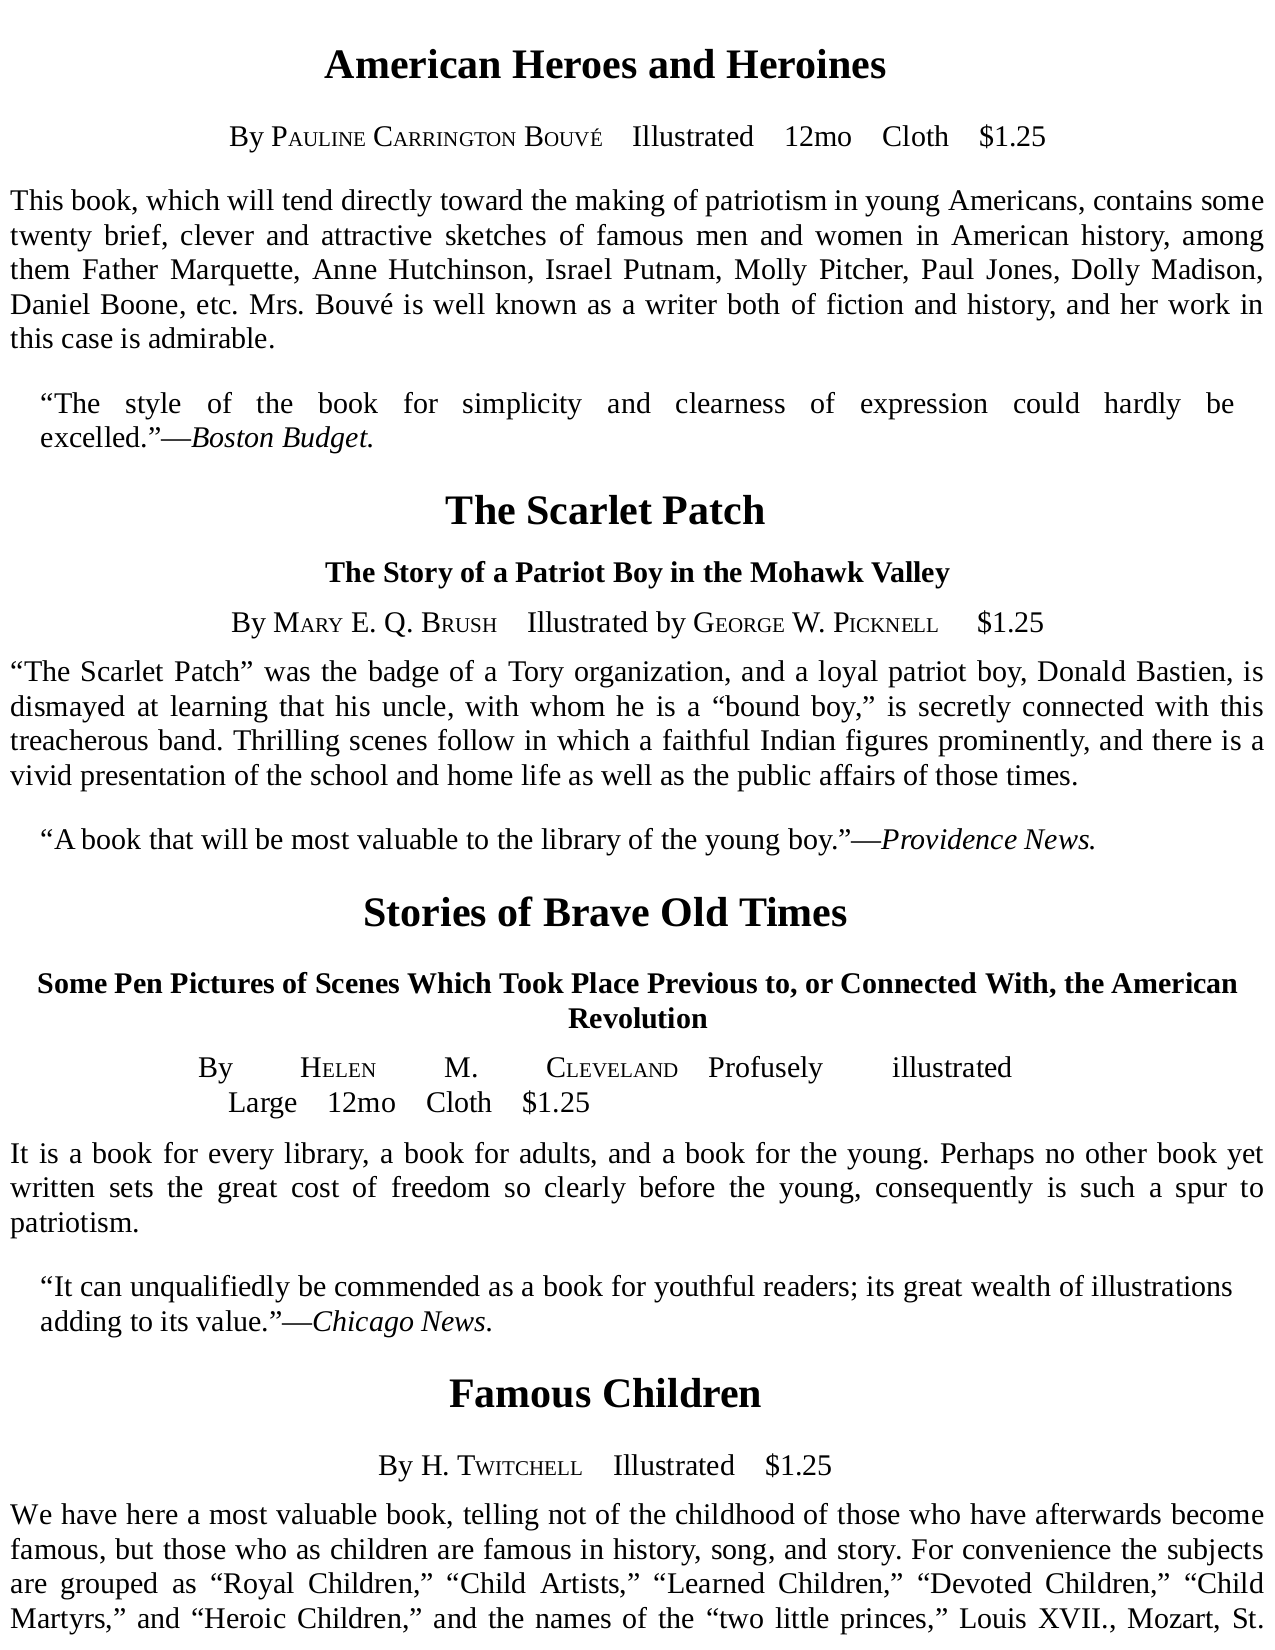 American Heroes and Heroines
By Pauline Carrington Bouvé Illustrated 12mo Cloth $1.25
This book, which will tend directly toward the making of patriotism in young Americans, contains some
twenty brief, clever and attractive sketches of famous men and women in American history, among
them Father Marquette, Anne Hutchinson, Israel Putnam, Molly Pitcher, Paul Jones, Dolly Madison,
Daniel Boone, etc. Mrs. Bouvé is well known as a writer both of fiction and history, and her work in
this case is admirable.
“The style of the book for simplicity and clearness of expression could hardly be
excelled.”—Boston Budget.
The Scarlet Patch
The Story of a Patriot Boy in the Mohawk Valley
By Mary E. Q. Brush Illustrated by George W. Picknell $1.25
“The Scarlet Patch” was the badge of a Tory organization, and a loyal patriot boy, Donald Bastien, is
dismayed at learning that his uncle, with whom he is a “bound boy,” is secretly connected with this
treacherous band. Thrilling scenes follow in which a faithful Indian figures prominently, and there is a
vivid presentation of the school and home life as well as the public affairs of those times.
“A book that will be most valuable to the library of the young boy.”—Providence News.
Stories of Brave Old Times
Some Pen Pictures of Scenes Which Took Place Previous to, or Connected With, the American
Revolution
By Helen M. Cleveland Profusely illustrated
Large 12mo Cloth $1.25
It is a book for every library, a book for adults, and a book for the young. Perhaps no other book yet
written sets the great cost of freedom so clearly before the young, consequently is such a spur to
patriotism.
“It can unqualifiedly be commended as a book for youthful readers; its great wealth of illustrations
adding to its value.”—Chicago News.
Famous Children
By H. Twitchell Illustrated $1.25
We have here a most valuable book, telling not of the childhood of those who have afterwards become
famous, but those who as children are famous in history, song, and story. For convenience the subjects
are grouped as “Royal Children,” “Child Artists,” “Learned Children,” “Devoted Children,” “Child
Martyrs,” and “Heroic Children,” and the names of the “two little princes,” Louis XVII., Mozart, St.